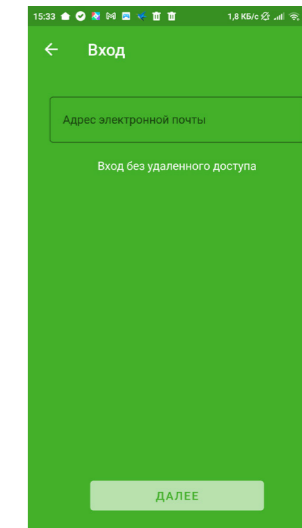 15:33 1,8 КБ/с
Вход
Адрес электронной почты
Вход без удаленного доступа
ДАЛЕЕ